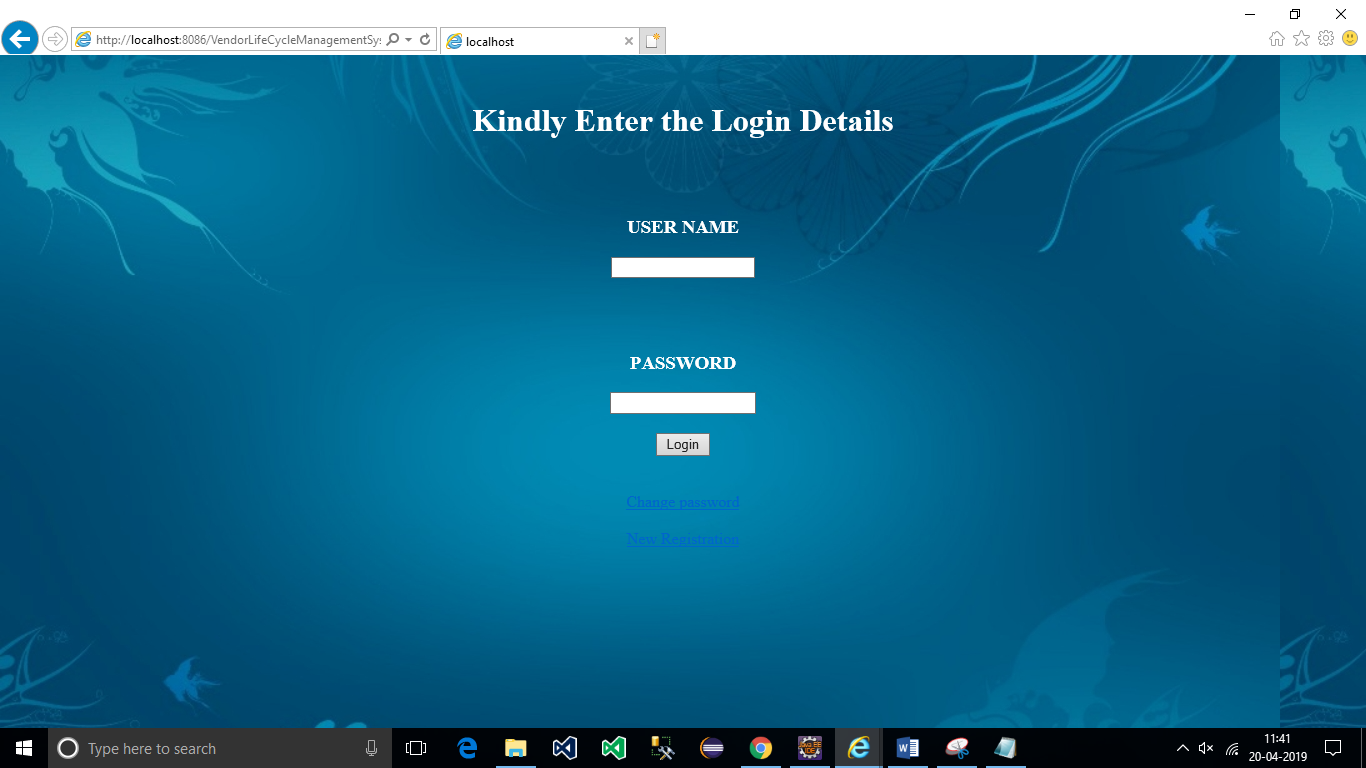 http://localhost:8086/VendorLifeCycleManagementSy
localhost
Kindly Enter the Login Details
USER NAME
PASSWORD
Login
Change password
New Registration
Type here to search
11:41
20-04-2019